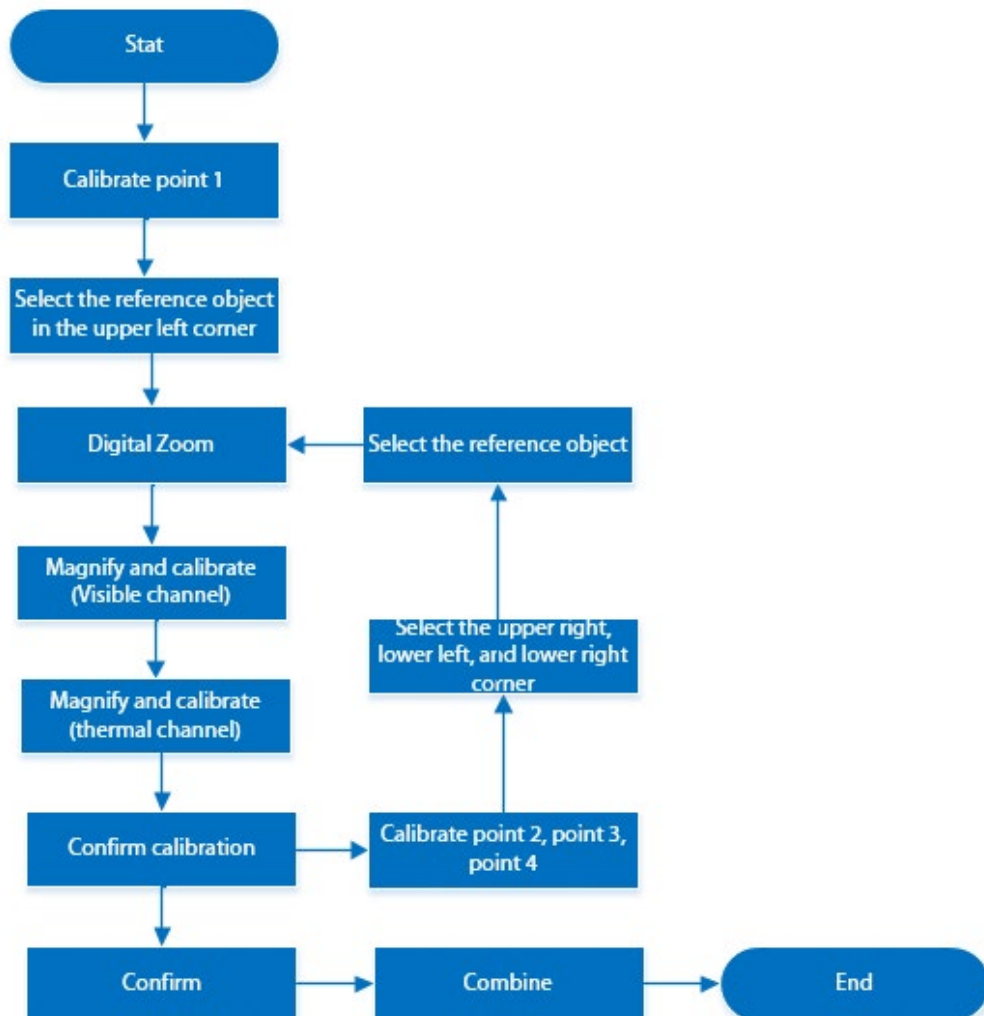 Stat
Calibrate point 1
Select the reference object
in the upper left corner
Digital Zoom
Select the reference object
Magnify and calibrate
(Visible channel)
Select the upper right,
lower left, and lower right
corner
Magnify and calibrate
(thermal channel)
Confirm calibration
Calibrate point 2, point 3,
point 4
Confirm
Combine
End